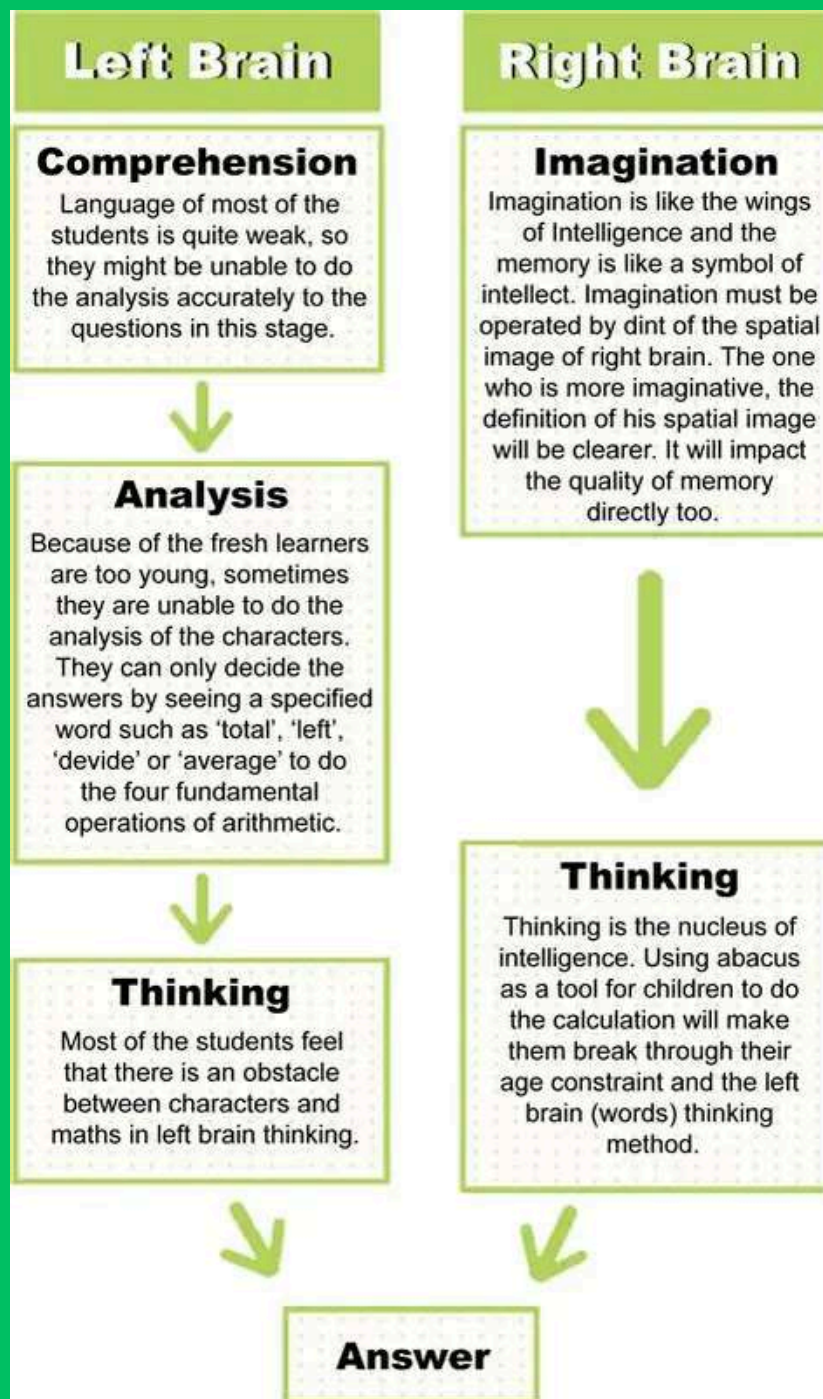 Left Brain
Comprehension
Language of most of the
students is quite weak, so
they might be unable to do
the analysis accurately to the
questions in this stage.
Analysis
Because of the fresh learners
are too young, sometimes
they are unable to do the
analysis of the characters.
They can only decide the
answers by seeing a specified
word such as ‘total’, ‘left’,
‘devide’ or ‘average’ to do
the four fundamental
operations of arithmetic.
Thinking
Most of the students feel
that there is an obstacle
between characters and
maths in left brain thinking.
Right Brain
Imagination
Imagination is like the wings
of Intelligence and the
memory is like a symbol of
intellect. Imagination must be
operated by dint of the spatial
image of right brain. The one
who is more imaginative, the
definition of his spatial image
will be clearer. It will impact
the quality of memory
directly too.
Thinking
Thinking is the nucleus of
intelligence. Using abacus
as a tool for children to do
the calculation will make
them break through their
age constraint and the left
brain (words) thinking
method.
Answer